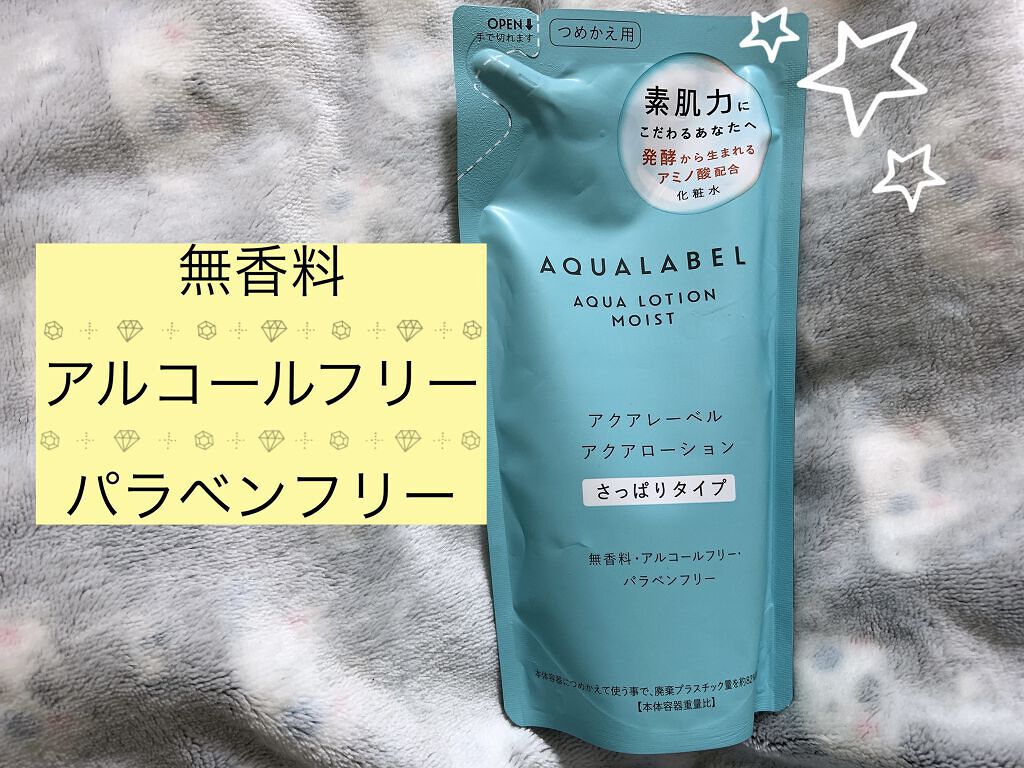 OPEN
手で切れます
つめかえ用
素肌力に
こだわるあなたへ
発酵から生まれる
アミノ酸配合
化粧水
AQUALABEL
AQUA LOTION
MOIST
アクアレーベル
アクアローション
さっぱりタイプ
無香料・アルコールフリー・
パラベンフリー
本体容器につめかえて使う事で、廃棄プラスチック量を約82%
【本体容器重量比】
無香料
アルコールフリー
パラベンフリー